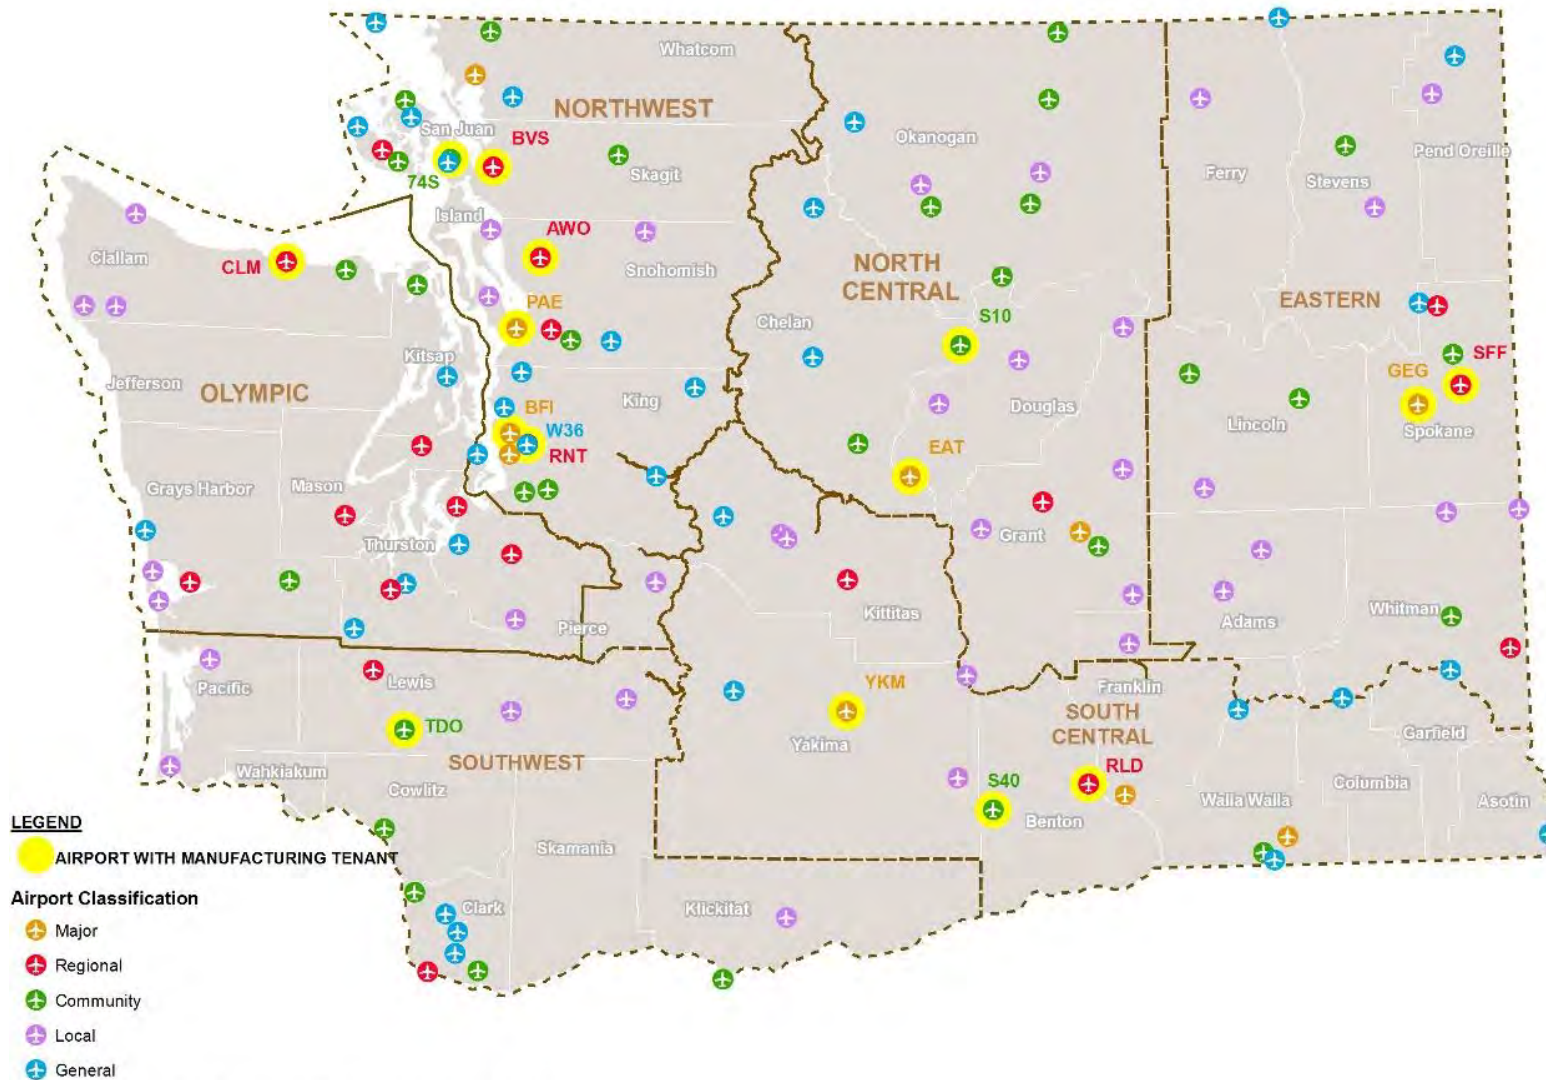 Whatcom
NORTHWEST
San Juan
BVS
Okanogan
Pend Oreille
Skagit
Ferry
Stevens
74S
Island
AWO
Clallam
CLM
Snohomish
NORTH
CENTRAL
EASTERN
PAE
S10
Chelan
Kitsap
SFF
Jefferson
OLYMPIC
GEG
King
Douglas
BFI
Lincoln
Spokane
W36
EAT
RNT
Grays Harbor
Mason
Thurston
Grant
Kittitas
Whitman
Adams
Pierce
YKM
Lewis
Pacific
Franklin
SOUTH
CENTRAL
TDO
Yakima
Garfield
SOUTHWEST
Wahkiakum
RLD
S40
Cowlitz
Columbia
Walla Walla
Asotin
Benton
LEGEND
Skamania
AIRPORT WITH MANUFACTURING TENANT
Airport Classification
Clark
Klickitat
Major
Regional
Community
Local
General